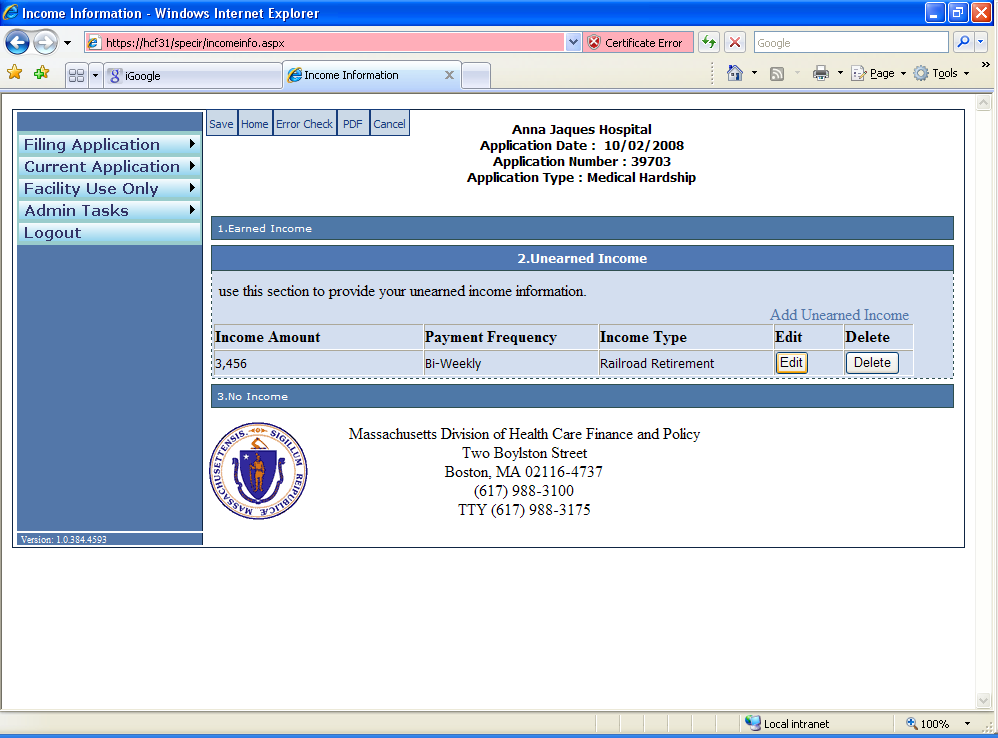 Income Information - Windows Internet Explorer
https://hcf31/specir/incomeinfo.aspx
Certificate Error
Google
iGoogle
Income Information
Page
Tools
Save Home Error Check PDF Cancel
Anna Jaques Hospital
Application Date : 10/02/2008
Application Number : 39703
Application Type : Medical Hardship
Filing Application
Current Application
Facility Use Only
Admin Tasks
Logout
1.Earned Income
2.Unearned Income
use this section to provide your unearned income information.
Add Unearned Income
Income Amount Payment Frequency Income Type Edit Delete
3,456 Bi-Weekly Railroad Retirement Edit Delete
3.No Income
MASSACHUSETTENSIS. SIGILLUM REIPUBLICÆ
Massachusetts Division of Health Care Finance and Policy
Two Boylston Street
Boston, MA 02116-4737
(617) 988-3100
TTY (617) 988-3175
Version: 1.0.384.4593
Local intranet
100%